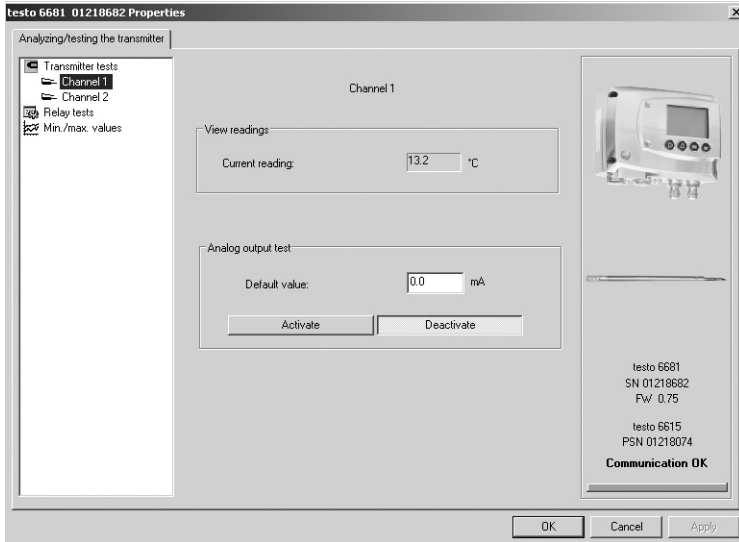 testo 6681 01218682 Properties
Analyzing/testing the transmitter
Transmitter tests
Channel 1
Channel 2
Relay tests
Min./max. values
Channel 1
View readings
Current reading: 13.2 °C
Analog output test
Default value: 0.0 mA
Activate Deactivate
testo 6681
SN 01218682
FW 0.75
testo 6615
PSN 01218074
Communication OK
OK Cancel Apply